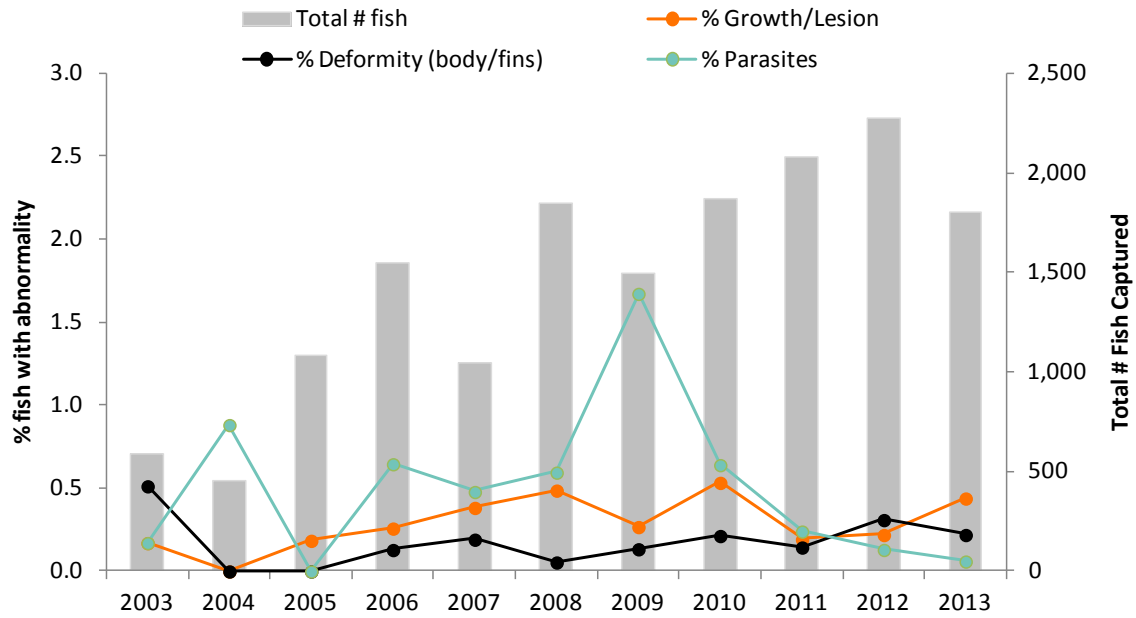 Total # fish
% Growth/Lesion
% Deformity (body/fins)
% Parasites
% fish with abnormality
3.0
2.5
2.0
1.5
1.0
0.5
0.0
2,500
2,000
1,500
1,000
500
0
Total # Fish Captured
2003 2004 2005 2006 2007 2008 2009 2010 2011 2012 2013